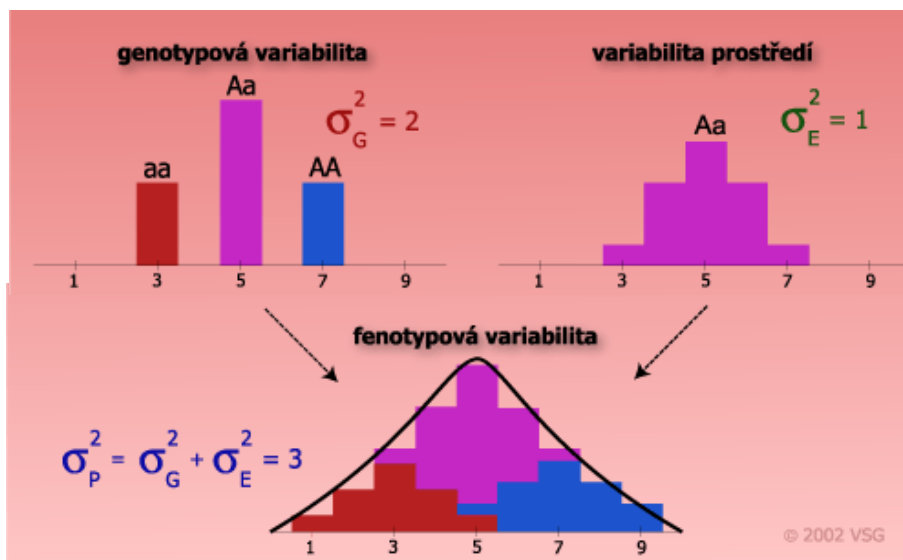 genotypová variabilita
Aa
σ²G = 2
aa
AA
1 3 5 7 9
variabilita prostředí
σ²E = 1
Aa
1 3 5 7 9
fenotypová variabilita
σ²P = σ²G + σ²E = 3
1 3 5 7 9
© 2002 VSG